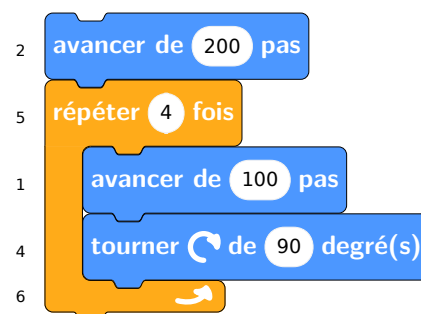 2 avancer de 200 pas
5 répéter 4 fois
1 avancer de 100 pas
4 tourner de 90 degré(s)
6